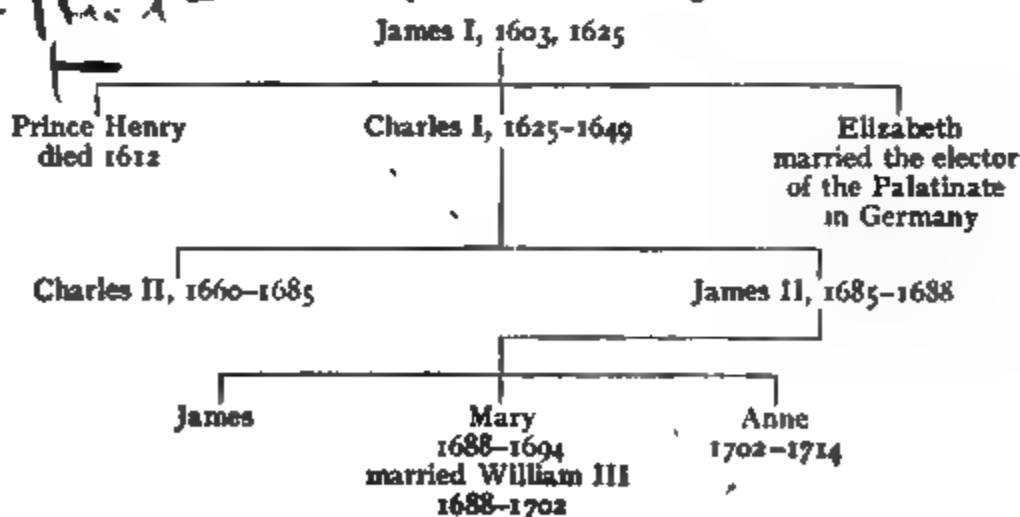 James I, 1603, 1625
Prince Henry
died 1612
Charles I, 1625-1649
Elizabeth
married the elector
of the Palatinate
in Germany
Charles II, 1660-1685
James II, 1685-1688
James
Mary
1688-1694
married William III
1688-1702
Anne
1702-1714